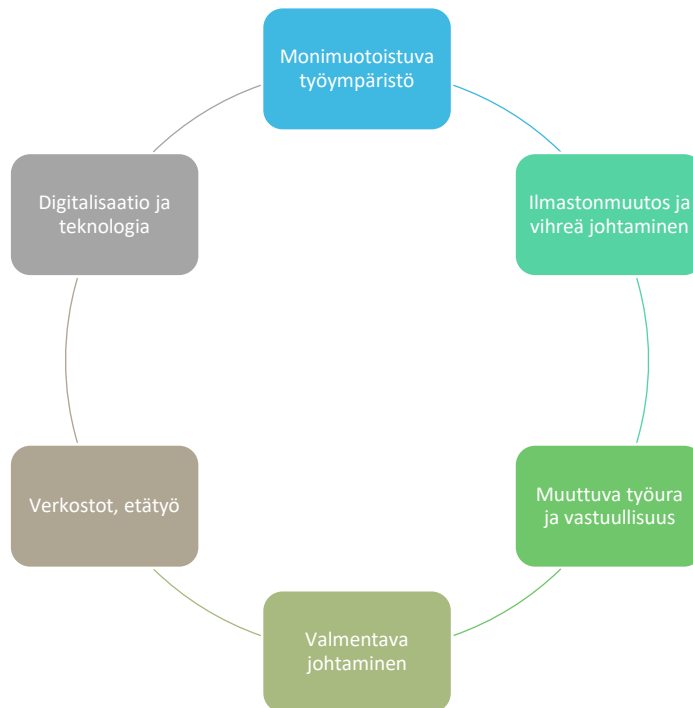 Monimuotoistuva
työympäristö
Ilmastonmuutos ja
vihreä johtaminen
Muuttuva työura
ja vastuullisuus
Valmentava
johtaminen
Verkostot, etätyö
Digitalisaatio ja
teknologia